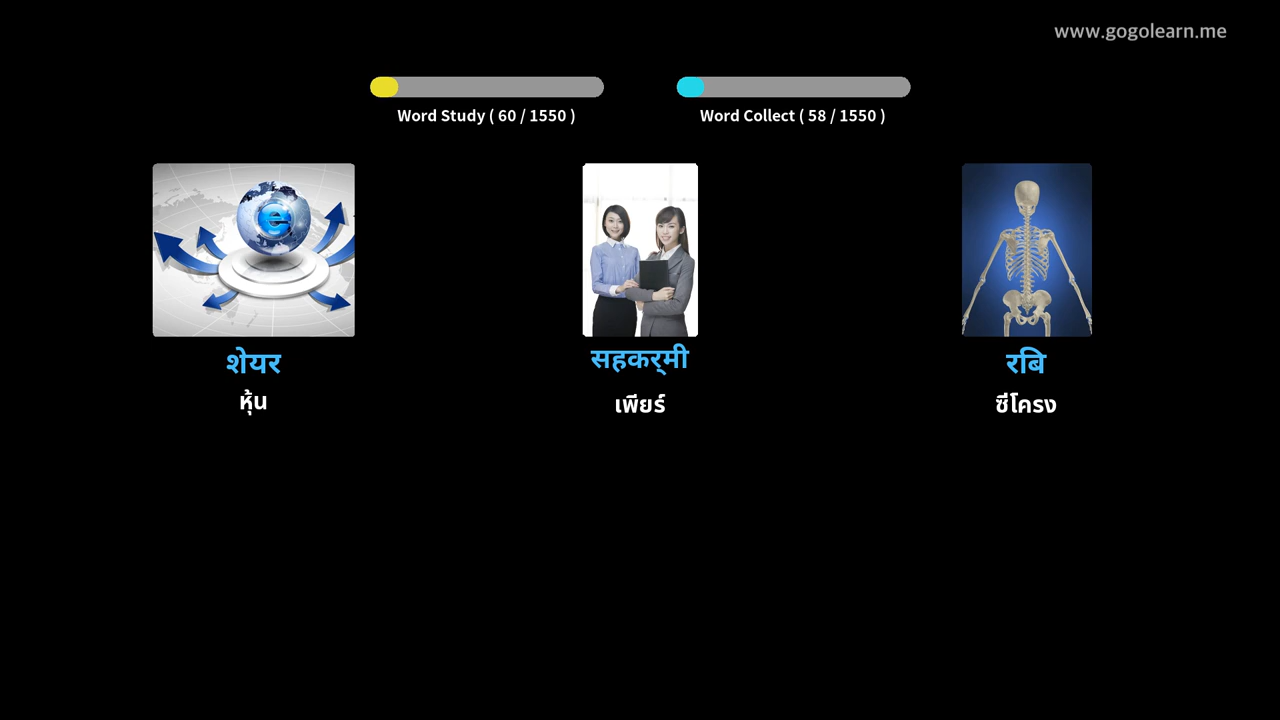 www.gogolearn.me
Word Study ( 60 / 1550 )
Word Collect ( 58 / 1550 )
शेयर
सहकर्मी
रबि
หุ้น
เพียร์
ซี่โครง